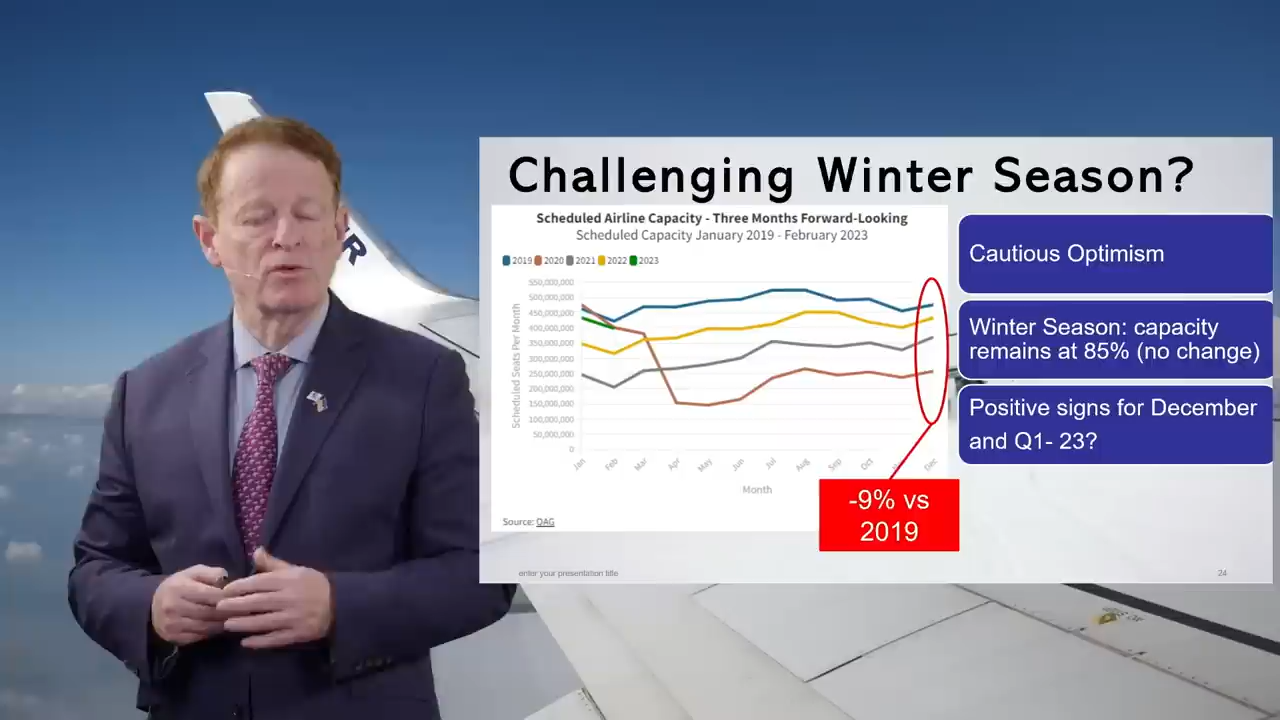 Challenging Winter Season?
Scheduled Airline Capacity - Three Months Forward-Looking
Scheduled Capacity January 2019 - February 2023
2019 2020 2021 2022 2023
Scheduled Seats Per Month
550,000,000
500,000,000
450,000,000
400,000,000
350,000,000
300,000,000
250,000,000
200,000,000
150,000,000
100,000,000
50,000,000
0
Jan Feb Mar Apr May Jun Jul Aug Sep Oct Dec
Month
Source: OAG
-9% vs
2019
Cautious Optimism
Winter Season: capacity
remains at 85% (no change)
Positive signs for December
and Q1- 23?
enter your presentation title
24